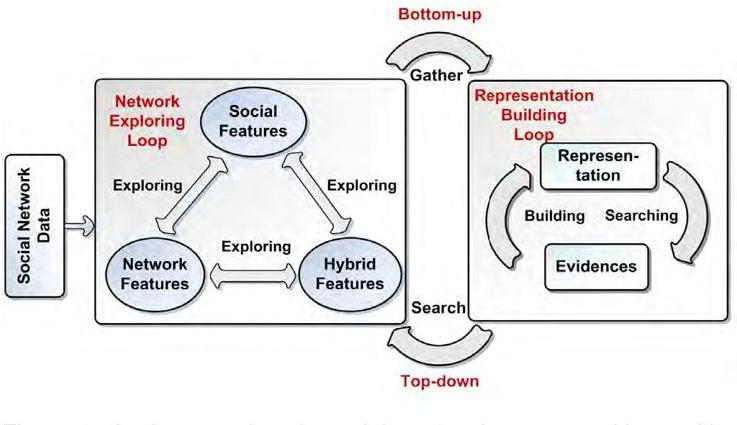 Bottom-up
Gather
Network
Exploring
Loop
Social
Features
Exploring
Exploring
Exploring
Network
Features
Hybrid
Features
Social Network
Data
Representation
Building
Loop
Represen-
tation
Building
Searching
Evidences
Search
Top-down